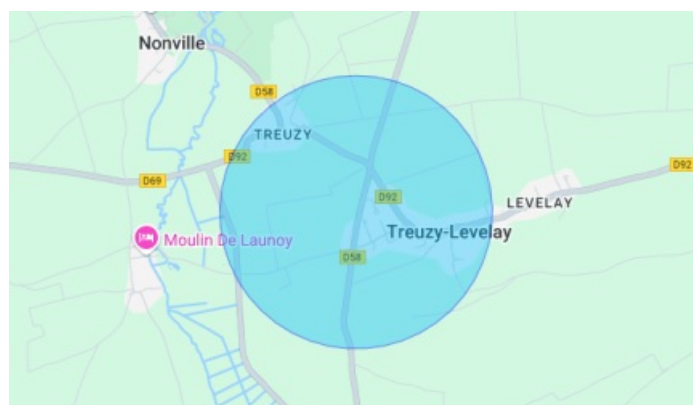 Nonville
D58
TREUZY
D92
D69
D92
LEVELAY
D92
Treuzy-Levelay
Moulin De Launoy
D58